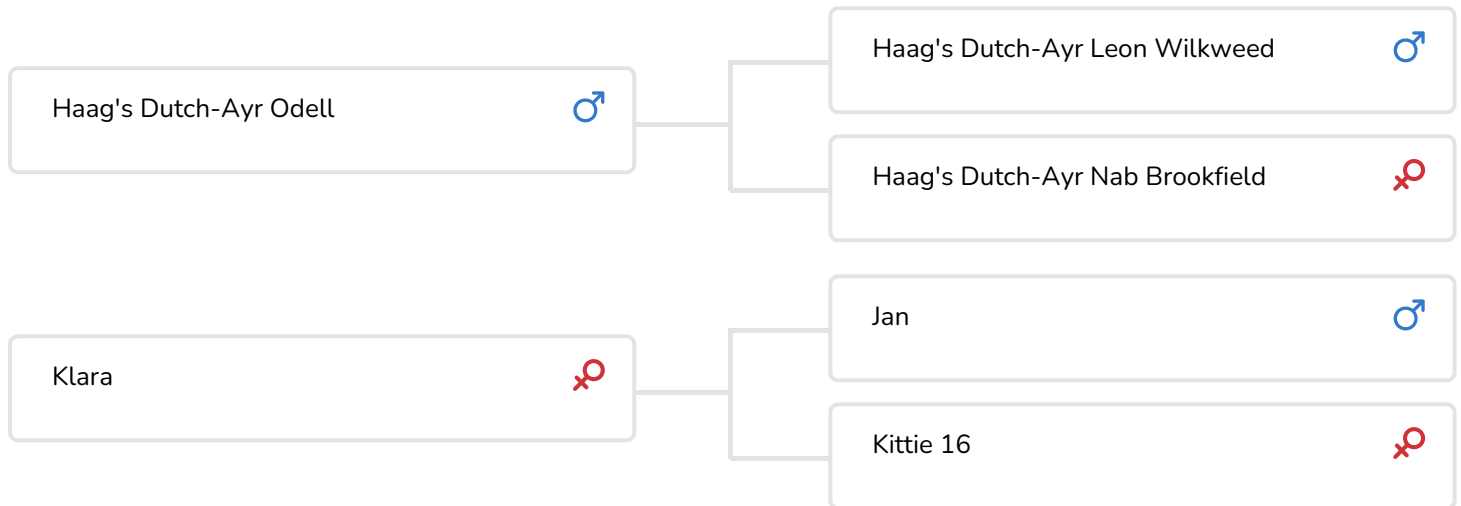 Haag's Dutch-Ayr Odell
Haag's Dutch-Ayr Leon Wilkweed
Haag's Dutch-Ayr Nab Brookfield
Klara
Jan
Kittie 16